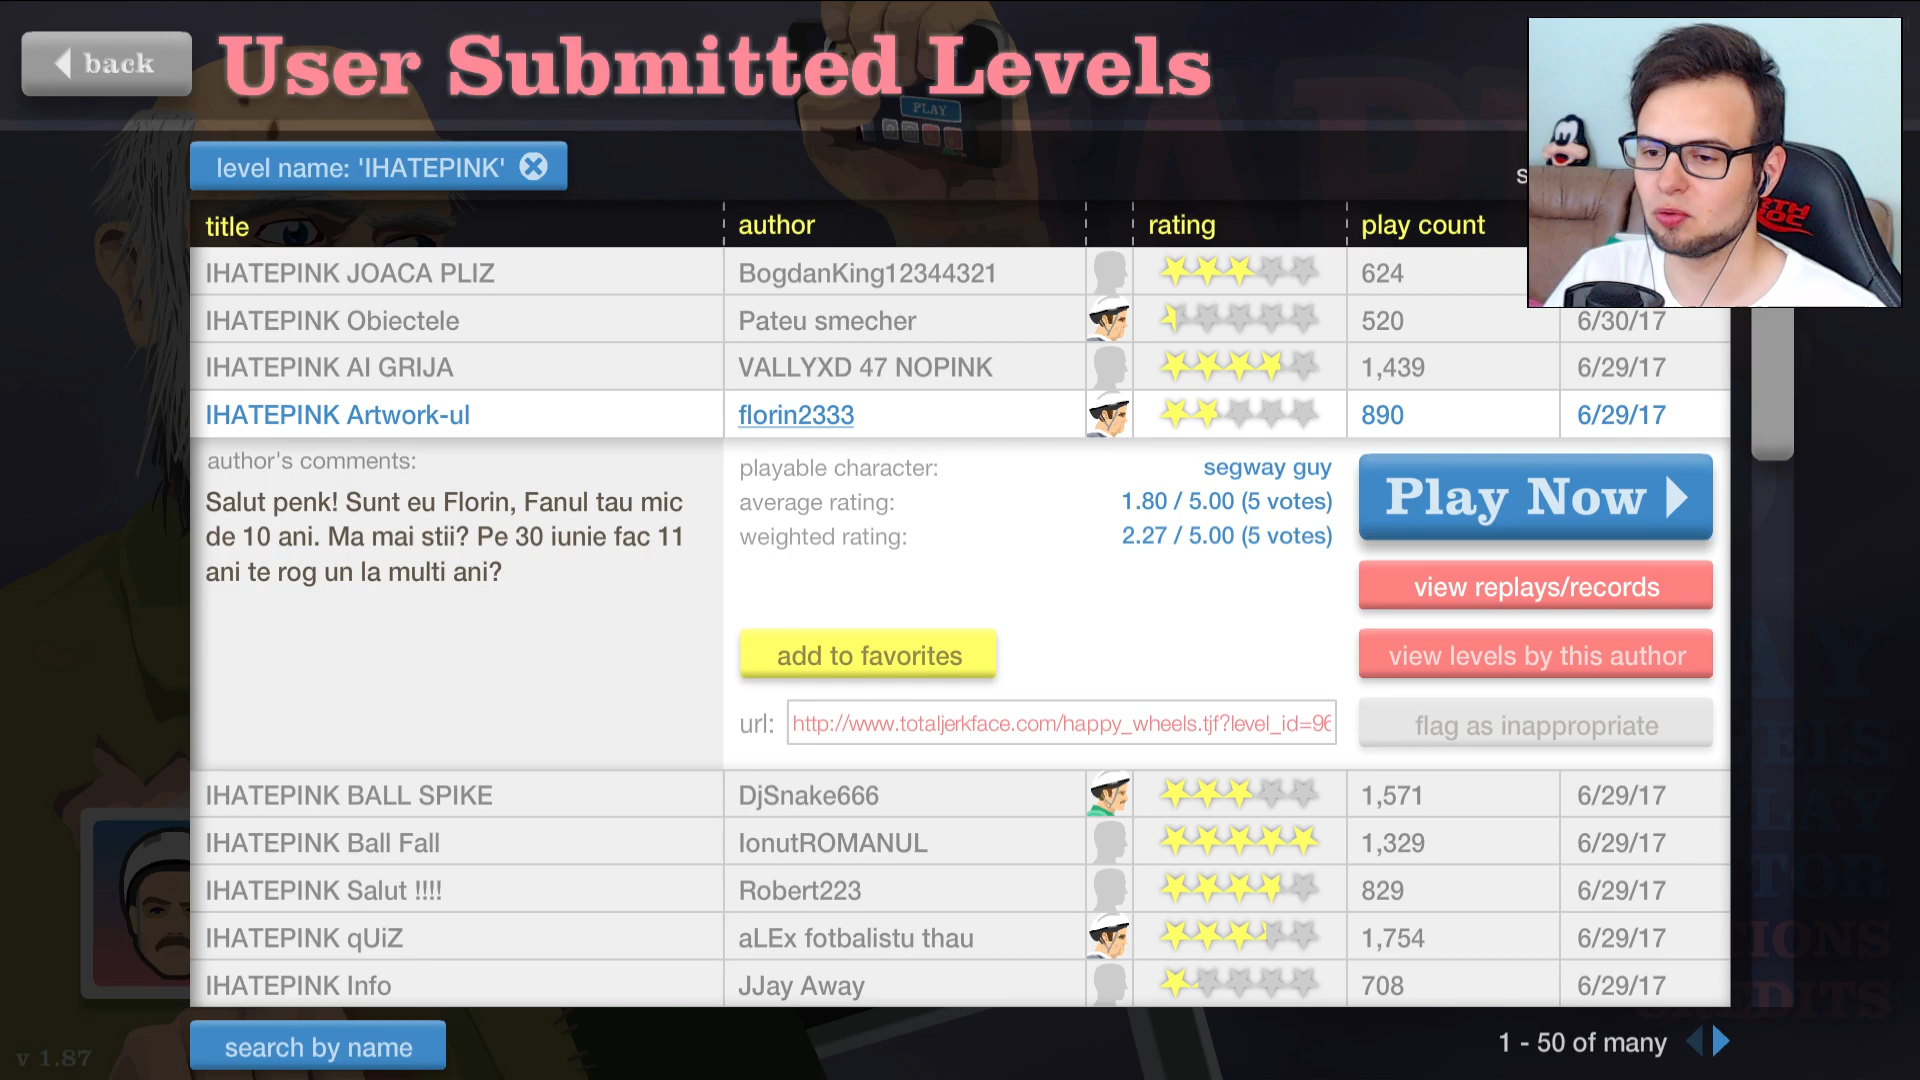 back
User Submitted Levels
PLAY
level name: 'IHATEPINK'
title author rating play count
IHATEPINK JOACA PLIZ BogdanKing12344321 624
IHATEPINK Obiectele Pateu smecher 520 6/30/17
IHATEPINK AI GRIJA VALLYXD 47 NOPINK 1,439 6/29/17
IHATEPINK Artwork-ul florin2333 890 6/29/17
author's comments:
Salut penk! Sunt eu Florin, Fanul tau mic
de 10 ani. Ma mai stii? Pe 30 iunie fac 11
ani te rog un la multi ani?
playable character: segway guy
average rating: 1.80 / 5.00 (5 votes)
weighted rating: 2.27 / 5.00 (5 votes)
Play Now
view replays/records
add to favorites
view levels by this author
url: http://www.totaljerkface.com/happy_wheels.tjf?level_id=96
flag as inappropriate
IHATEPINK BALL SPIKE DjSnake666 1,571 6/29/17
IHATEPINK Ball Fall IonutROMANUL 1,329 6/29/17
IHATEPINK Salut !!!! Robert223 829 6/29/17
IHATEPINK qUiZ aLEx fotbalistu thau 1,754 6/29/17
IHATEPINK Info JJay Away 708 6/29/17
search by name
1 - 50 of many
v 1.87